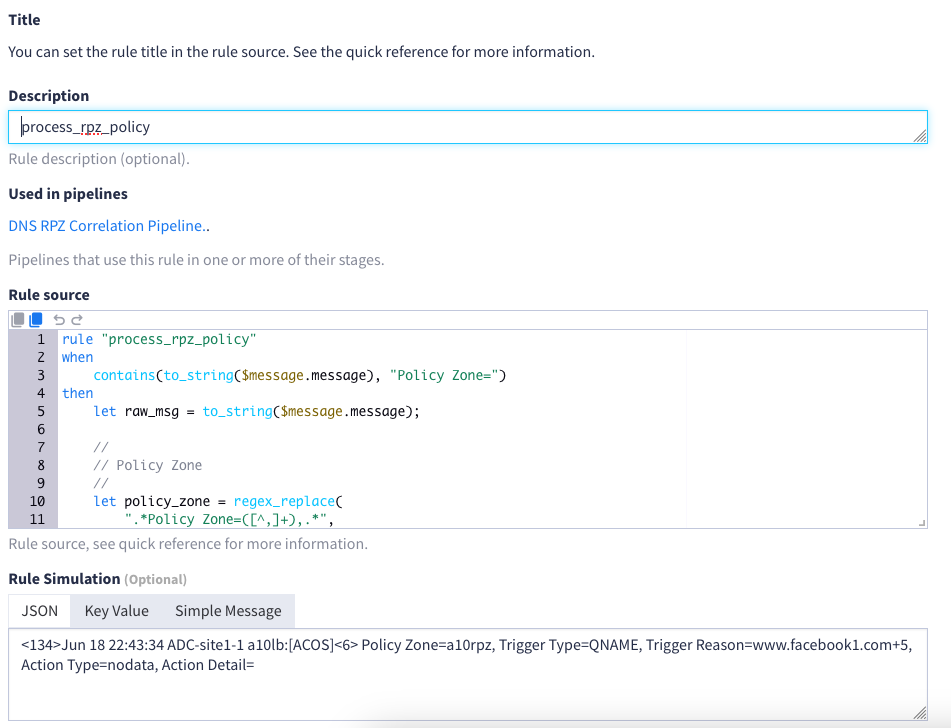 Title
You can set the rule title in the rule source. See the quick reference for more information.
Description
process_rpz_policy
Rule description (optional).
Used in pipelines
DNS RPZ Correlation Pipeline..
Pipelines that use this rule in one or more of their stages.
Rule source
1 rule "process_rpz_policy"
2 when
3     contains(to_string($message.message), "Policy Zone=")
4 then
5     let raw_msg = to_string($message.message);
6
7     //
8     // Policy Zone
9     //
10     let policy_zone = regex_replace(
11         ".*Policy Zone=([^,]+),.*",
Rule source, see quick reference for more information.
Rule Simulation (Optional)
JSON Key Value Simple Message
<134>Jun 18 22:43:34 ADC-site1-1 a10lb:[ACOS]<6> Policy Zone=a10rpz, Trigger Type=QNAME, Trigger Reason=www.facebook1.com+5,
Action Type=nodata, Action Detail=